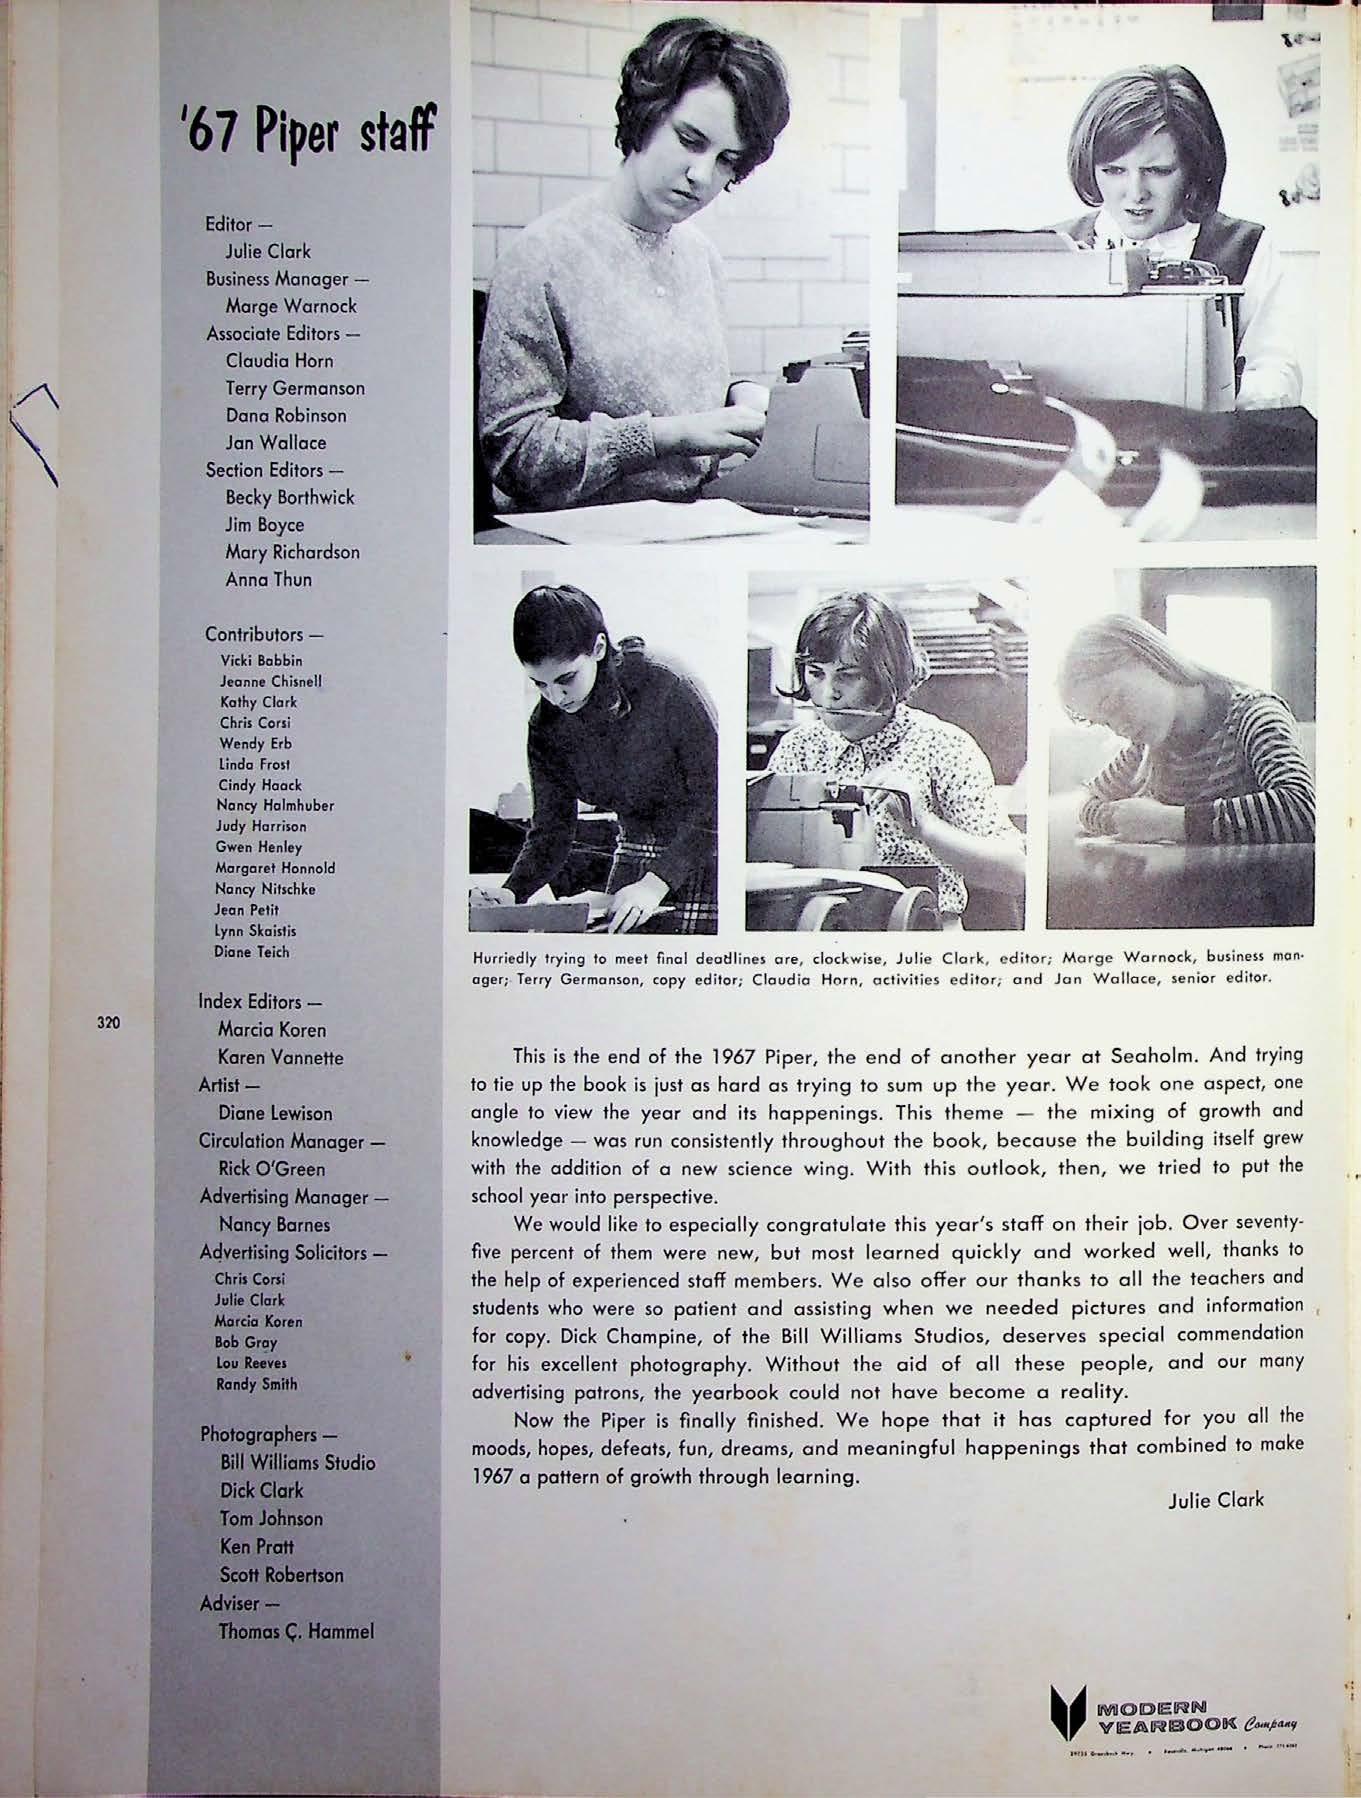 '67 Piper staff
Editor —
Julie Clark
Business Manager —
Marge Warnock
Associate Editors —
Claudia Horn
Terry Germanson
Dana Robinson
Jan Wallace
Section Editors —
Becky Borthwick
Jim Boyce
Mary Richardson
Anna Thun
Contributors —
Vicki Babbin
Jeanne Chisnell
Kathy Clark
Chris Corsi
Wendy Erb
Linda Frost
Cindy Haack
Nancy Halmhuber
Judy Harrison
Gwen Henley
Margaret Honnold
Nancy Nitschke
Jean Petit
Lynn Skaistis
Diane Teich
Index Editors —
Marcia Koren
Karen Vannette
Artist —
Diane Lewison
Circulation Manager —
Rick O'Green
Advertising Manager —
Nancy Barnes
Advertising Solicitors —
Chris Corsi
Julie Clark
Marcia Koren
Bob Gray
Lou Reeves
Randy Smith
Photographers —
Bill Williams Studio
Dick Clark
Tom Johnson
Ken Pratt
Scott Robertson
Adviser —
Thomas C. Hammel
320
Hurriedly trying to meet final deadlines are, clockwise, Julie Clark, editor; Marge Warnock, business man-
ager; Terry Germanson, copy editor; Claudia Horn, activities editor; and Jan Wallace, senior editor.
This is the end of the 1967 Piper, the end of another year at Seaholm. And trying
to tie up the book is just as hard as trying to sum up the year. We took one aspect, one
angle to view the year and its happenings. This theme — the mixing of growth and
knowledge — was run consistently throughout the book, because the building itself grew
with the addition of a new science wing. With this outlook, then, we tried to put the
school year into perspective.
We would like to especially congratulate this year's staff on their job. Over seventy-
five percent of them were new, but most learned quickly and worked well, thanks to
the help of experienced staff members. We also offer our thanks to all the teachers and
students who were so patient and assisting when we needed pictures and information
for copy. Dick Champine, of the Bill Williams Studios, deserves special commendation
for his excellent photography. Without the aid of all these people, and our many
advertising patrons, the yearbook could not have become a reality.
Now the Piper is finally finished. We hope that it has captured for you all the
moods, hopes, defeats, fun, dreams, and meaningful happenings that combined to make
1967 a pattern of growth through learning.
Julie Clark
MODERN
YEARBOOK Company
Michigan